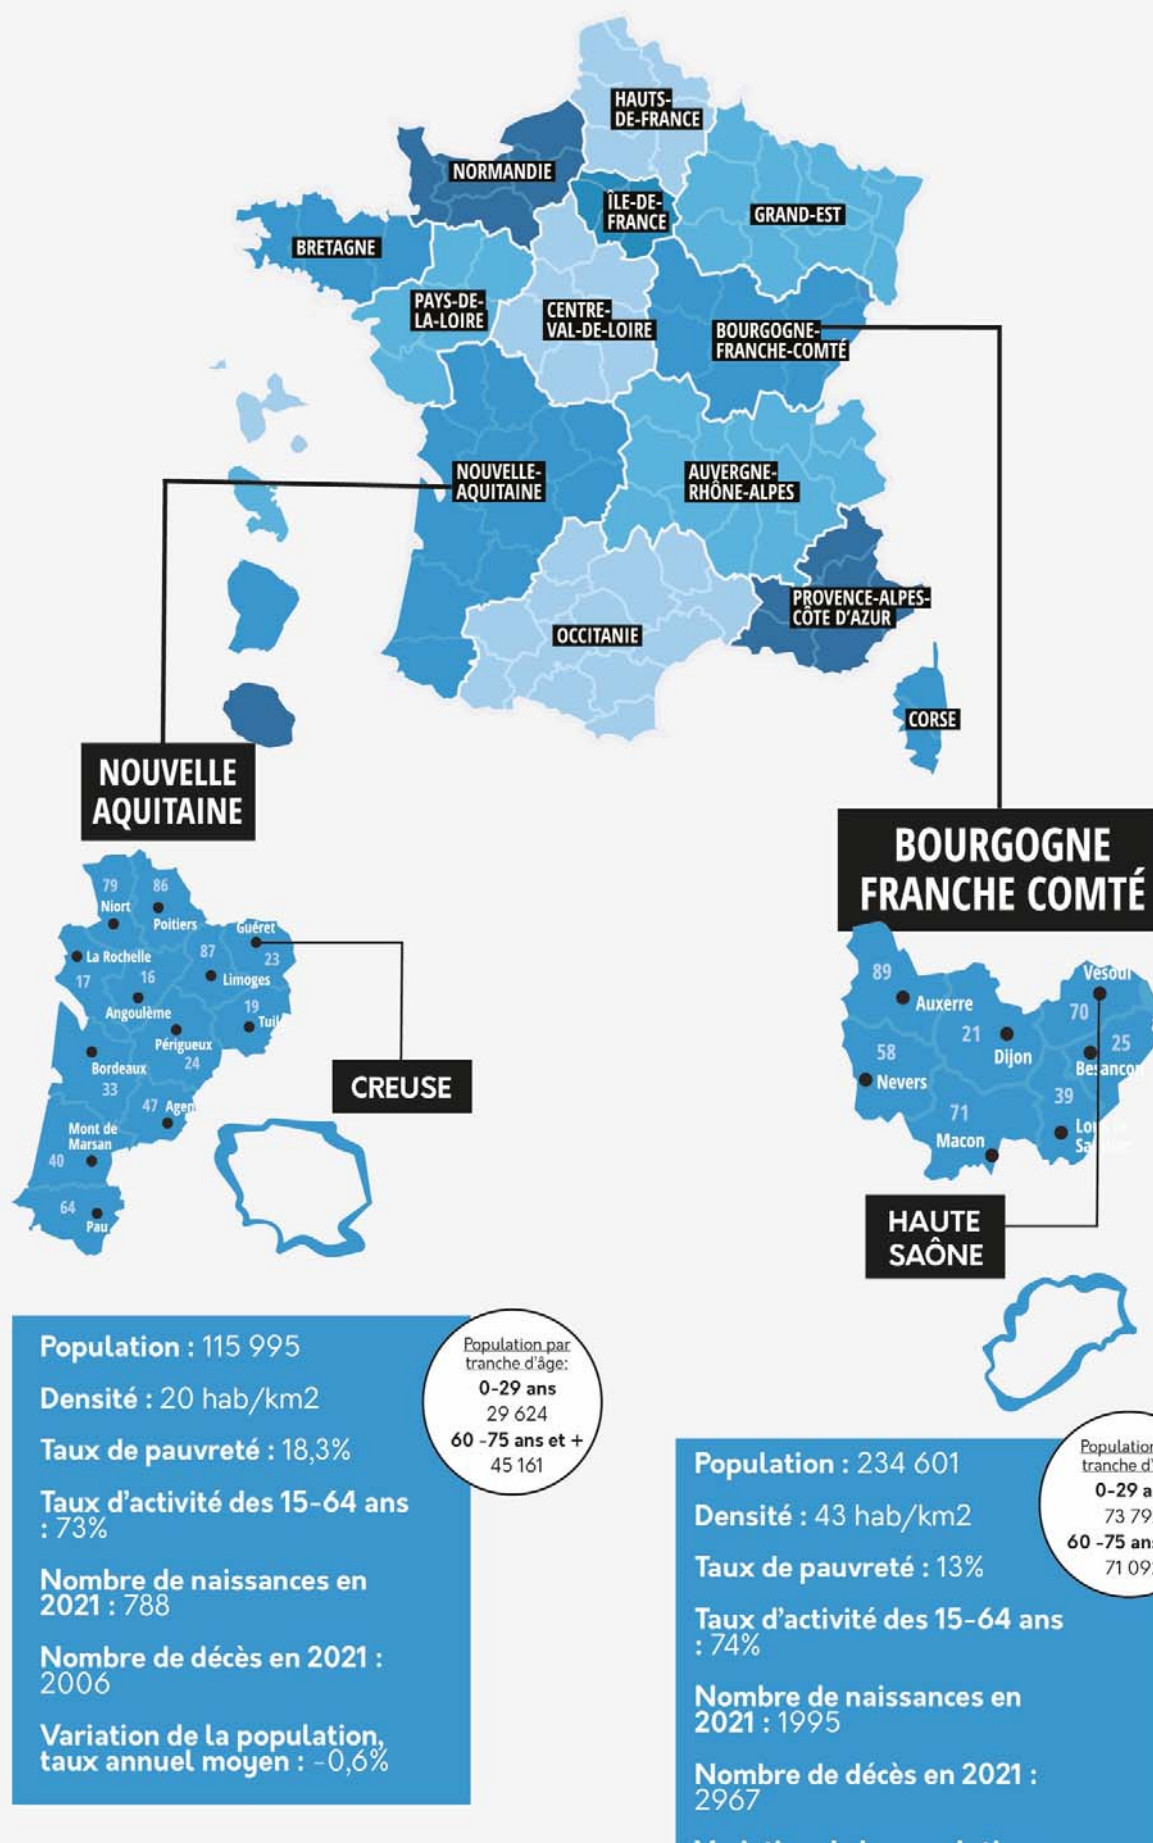 HAUTS-
DE-FRANCE
NORMANDIE
ÎLE-DE-
FRANCE
GRAND-EST
BRETAGNE
PAYS-DE-
LA-LOIRE
CENTRE-
VAL-DE-LOIRE
BOURGOGNE-
FRANCHE-COMTÉ
NOUVELLE-
AQUITAINE
AUVERGNE-
RHÔNE-ALPES
PROVENCE-ALPES-
CÔTE D'AZUR
OCCITANIE
CORSE
NOUVELLE
AQUITAINE
79
86
Niort
Poitiers
Guéret
La Rochelle
87
23
17
16
Limoges
Angoulême
19
Périgueux
Bordeaux
24
33
47 Agen
Mont de
Marsan
40
64
Pau
CREUSE
Population : 115 995
Densité : 20 hab/km2
Taux de pauvreté : 18,3%
Taux d'activité des 15-64 ans
: 73%
Nombre de naissances en
2021 : 788
Nombre de décès en 2021 :
2006
Variation de la population,
taux annuel moyen : -0,6%
Population par
tranche d'âge:
0-29 ans
29 624
60 -75 ans et +
45 161
BOURGOGNE
FRANCHE COMTÉ
89
Vesoul
Auxerre
70
21
25
Dijon
58
Nevers
39
71
Macon
HAUTE
SAÔNE
Population : 234 601
Densité : 43 hab/km2
Taux de pauvreté : 13%
Taux d'activité des 15-64 ans
: 74%
Nombre de naissances en
2021 : 1995
Nombre de décès en 2021 :
2967
Population
tranche
0-29
60 -75